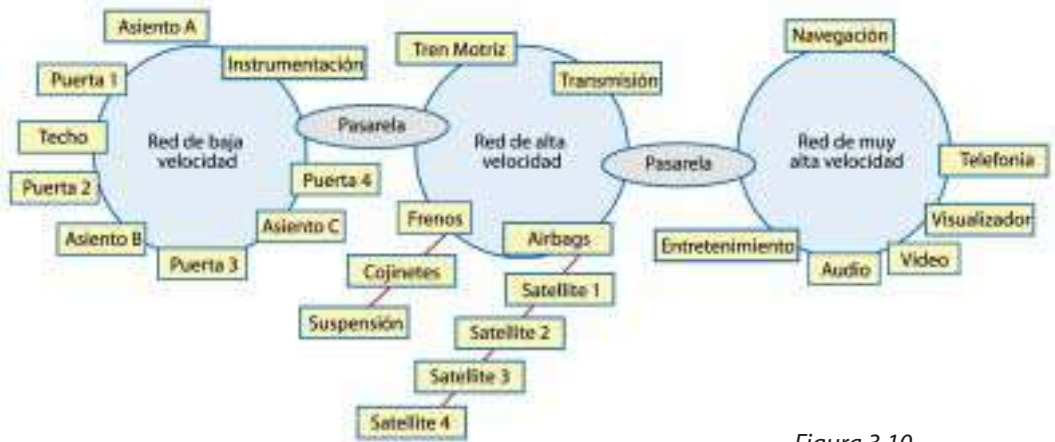 Asiento A
Instrumentación
Puerta 1
Techo
Puerta 2
Asiento B
Puerta 3
Asiento C
Puerta 4
Red de baja
velocidad
Pasarela
Tren Motriz
Transmisión
Red de alta
velocidad
Frenos
Cojinetes
Suspensión
Airbags
Satellite 1
Satellite 2
Satellite 3
Satellite 4
Pasarela
Navegación
Red de muy
alta velocidad
Telefonia
Visualizador
Video
Audio
Entretenimiento
Figura 3.10